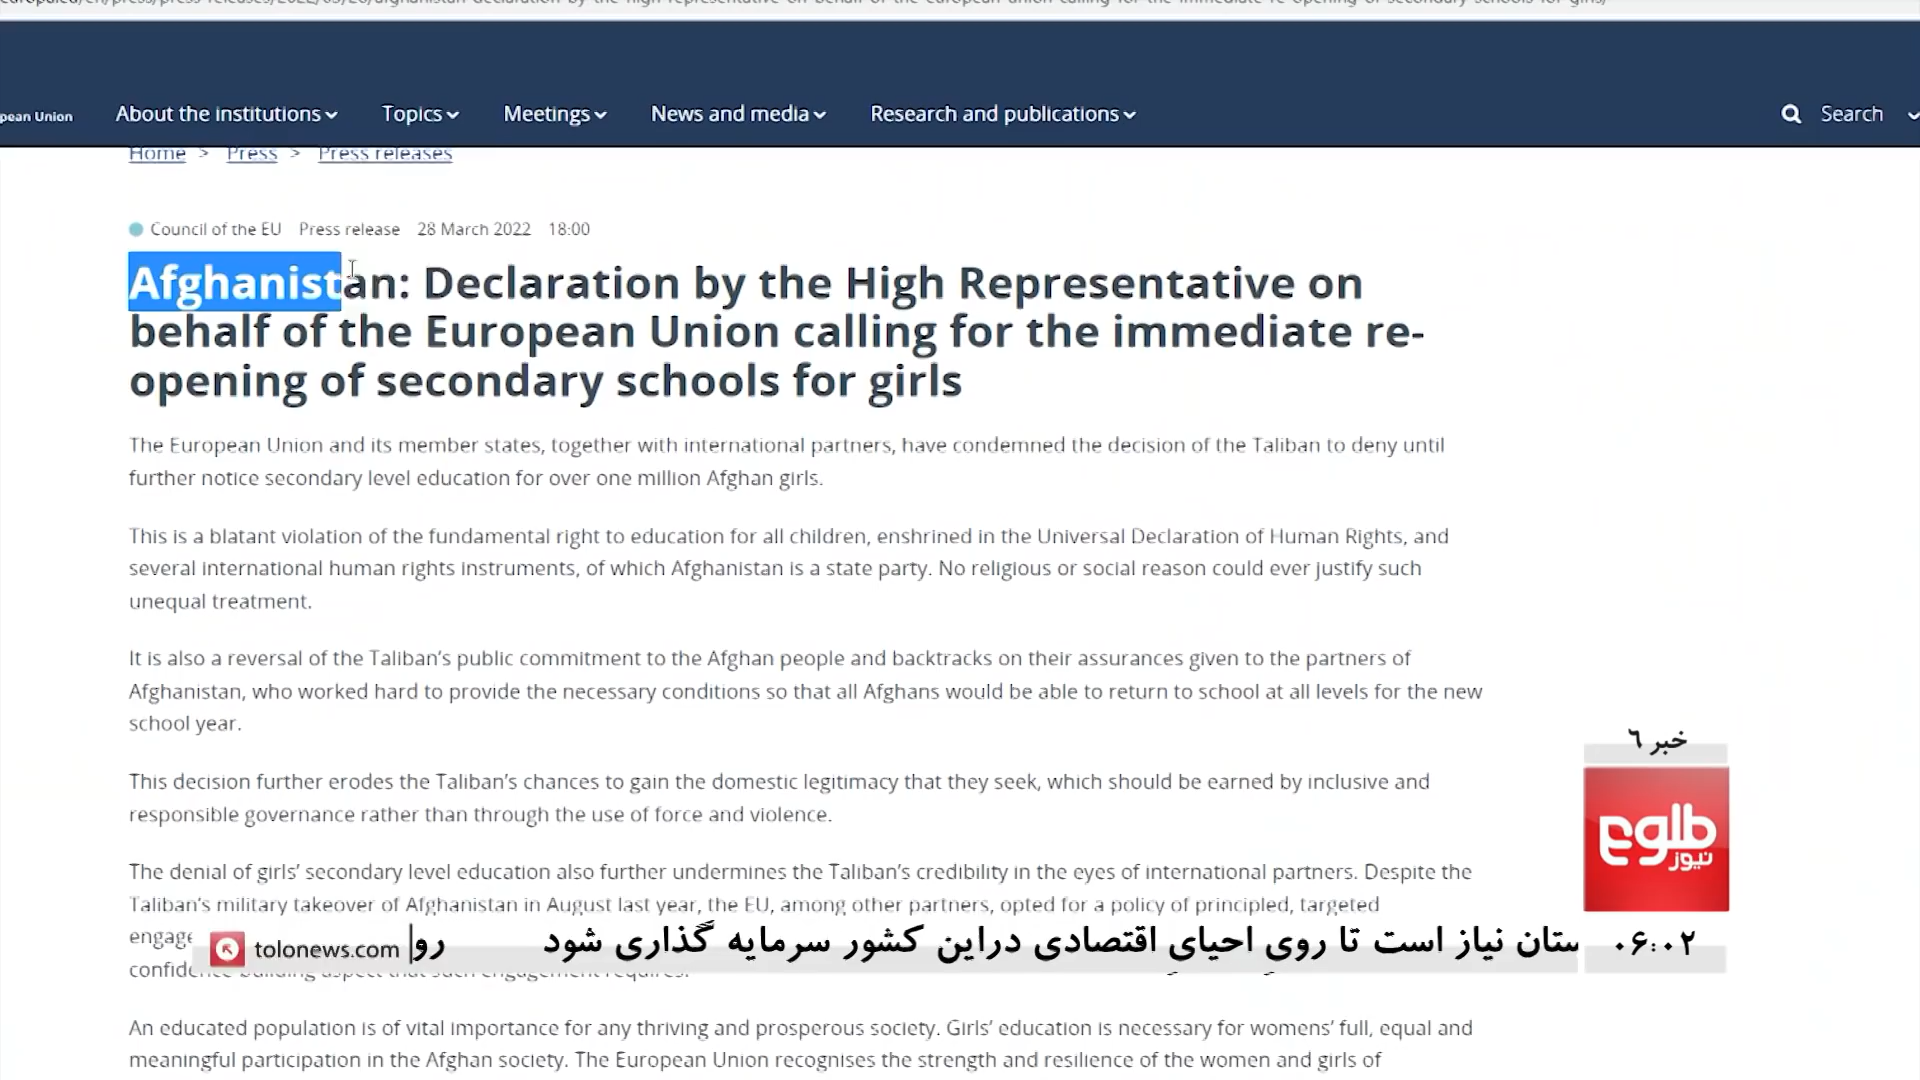 pean Union
About the institutions
Topics
Meetings
News and media
Research and publications
Search
Home > Press > Press releases
Council of the EU Press release 28 March 2022 18:00
Afghanistan: Declaration by the High Representative on
behalf of the European Union calling for the immediate re-
opening of secondary schools for girls
The European Union and its member states, together with international partners, have condemned the decision of the Taliban to deny until
further notice secondary level education for over one million Afghan girls.
This is a blatant violation of the fundamental right to education for all children, enshrined in the Universal Declaration of Human Rights, and
several international human rights instruments, of which Afghanistan is a state party. No religious or social reason could ever justify such
unequal treatment.
It is also a reversal of the Taliban’s public commitment to the Afghan people and backtracks on their assurances given to the partners of
Afghanistan, who worked hard to provide the necessary conditions so that all Afghans would be able to return to school at all levels for the new
school year.
This decision further erodes the Taliban’s chances to gain the domestic legitimacy that they seek, which should be earned by inclusive and
responsible governance rather than through the use of force and violence.
The denial of girls’ secondary level education also further undermines the Taliban’s credibility in the eyes of international partners. Despite the
Taliban’s military takeover of Afghanistan in August last year, the EU, among other partners, opted for a policy of principled, targeted
confidence building aspect that such engagement requires.
An educated population is of vital importance for any thriving and prosperous society. Girls’ education is necessary for womens’ full, equal and
meaningful participation in the Afghan society. The European Union recognises the strength and resilience of the women and girls of
خبر ٦
طلوع
نیوز
ستان نیاز است تا روی احیای اقتصادی دراین کشور سرمایه گذاری شود رو
tolonews.com
۰۶:۰۲